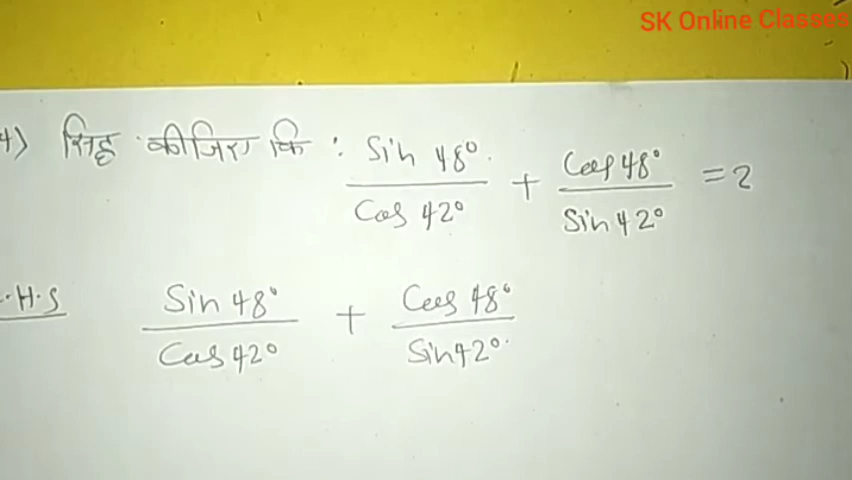 SK Online Classes
4) सिद्ध कीजिए कि : Sin 48° / Cos 42° + Cos 48° / Sin 42° = 2
L.H.S Sin 48° / Cos 42° + Cos 48° / Sin 42°